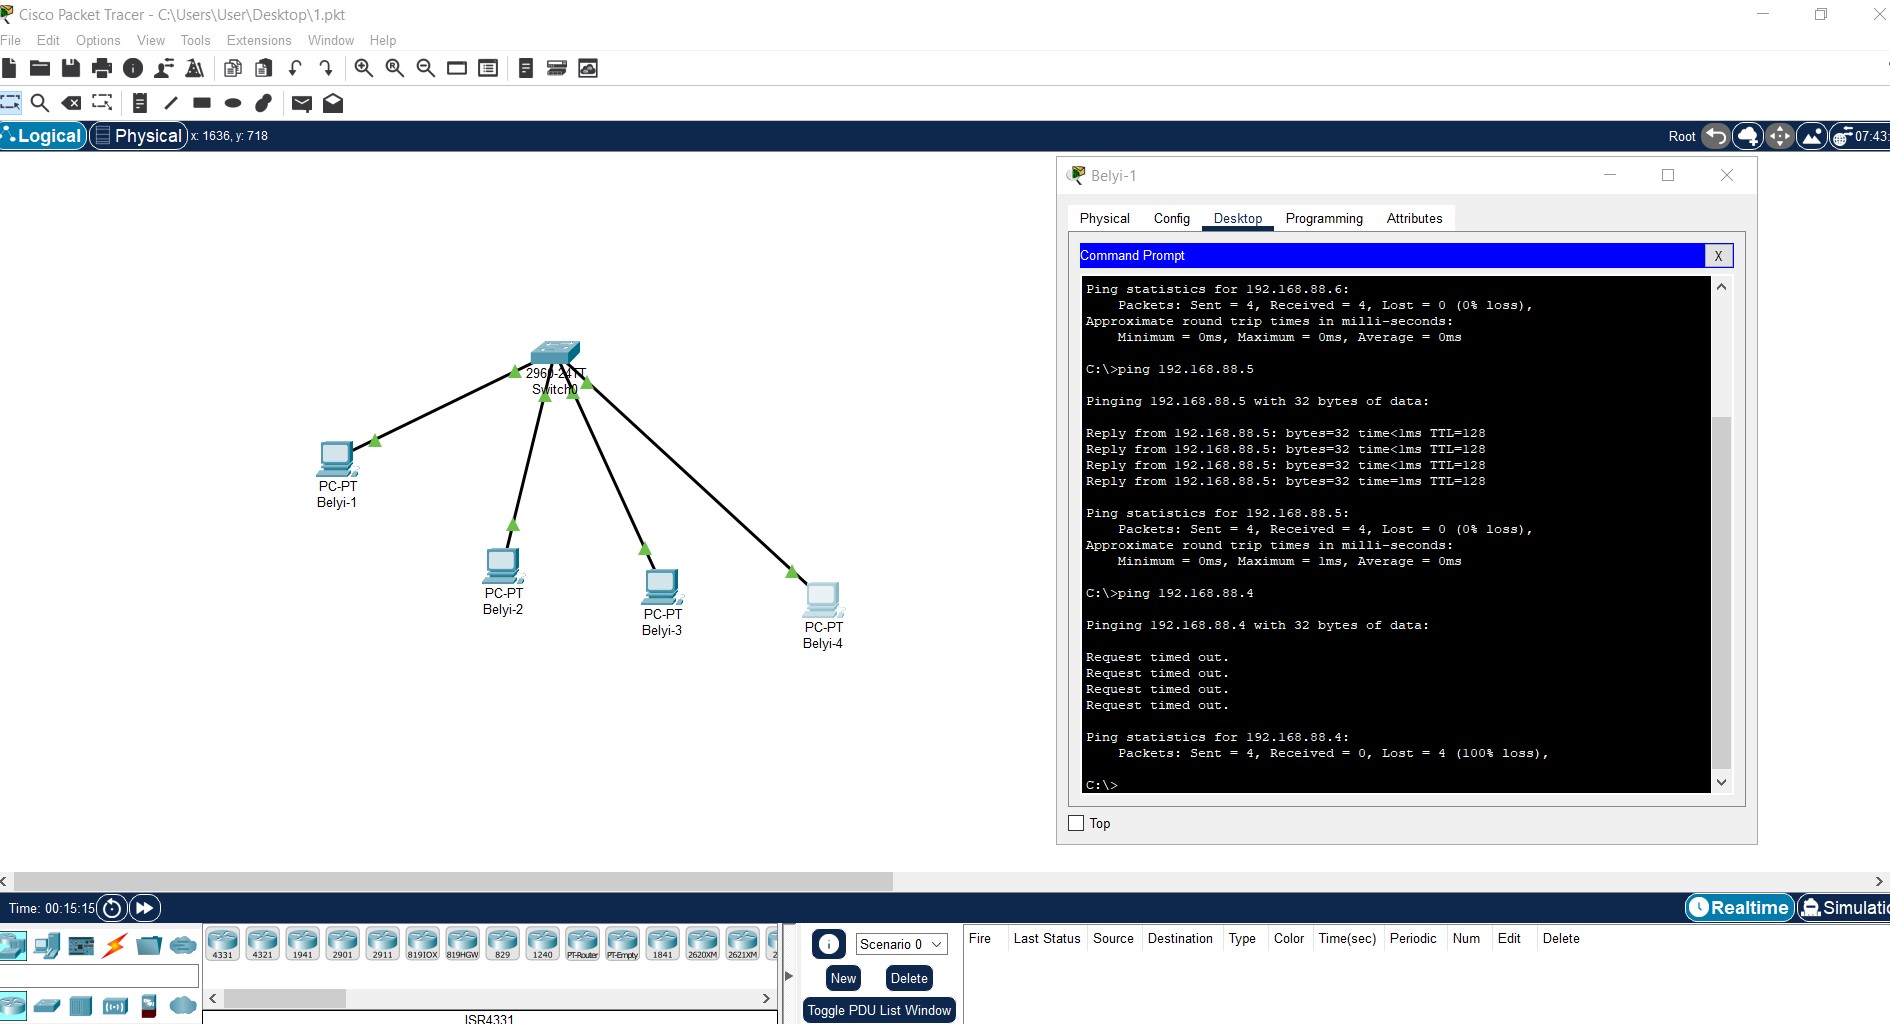 Cisco Packet Tracer - C:\Users\User\Desktop\1.pkt
File Edit Options View Tools Extensions Window Help
Logical Physical x: 1636, y: 718
Root 07:43:
2960-24TT
Switch0
PC-PT
Belyi-1
PC-PT
Belyi-2
PC-PT
Belyi-3
PC-PT
Belyi-4
Belyi-1
Physical Config Desktop Programming Attributes
Command Prompt X
Ping statistics for 192.168.88.6:
Packets: Sent = 4, Received = 4, Lost = 0 (0% loss),
Approximate round trip times in milli-seconds:
Minimum = 0ms, Maximum = 0ms, Average = 0ms
C:\>ping 192.168.88.5
Pinging 192.168.88.5 with 32 bytes of data:
Reply from 192.168.88.5: bytes=32 time<1ms TTL=128
Reply from 192.168.88.5: bytes=32 time<1ms TTL=128
Reply from 192.168.88.5: bytes=32 time<1ms TTL=128
Reply from 192.168.88.5: bytes=32 time=1ms TTL=128
Ping statistics for 192.168.88.5:
Packets: Sent = 4, Received = 4, Lost = 0 (0% loss),
Approximate round trip times in milli-seconds:
Minimum = 0ms, Maximum = 1ms, Average = 0ms
C:\>ping 192.168.88.4
Pinging 192.168.88.4 with 32 bytes of data:
Request timed out.
Request timed out.
Request timed out.
Request timed out.
Ping statistics for 192.168.88.4:
Packets: Sent = 4, Received = 0, Lost = 4 (100% loss),
C:\>
Top
Time: 00:15:15
Realtime Simulatio
4331 4321 1941 2901 2911 819IOX 819HGW 829 1240 PT-Router PT-Empty 1841 2620XM 2621XM 2
ISR4331
Scenario 0
New Delete
Toggle PDU List Window
Fire Last Status Source Destination Type Color Time(sec) Periodic Num Edit Delete